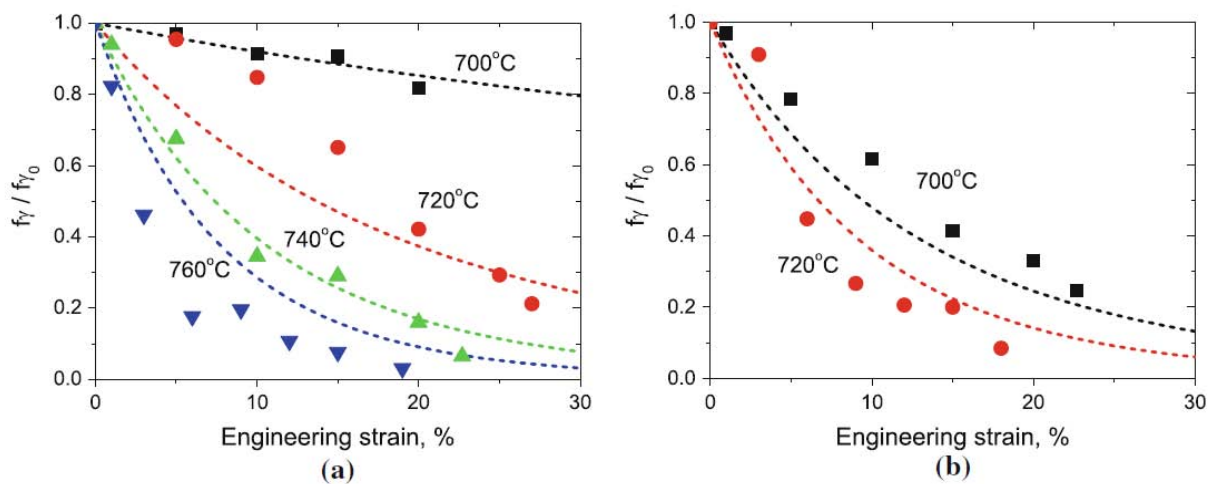 1.0
0.8
0.6
0.4
0.2
0.0
fγ / fγ0
700°C
720°C
740°C
760°C
0 10 20 30
Engineering strain, %
(a)
1.0
0.8
0.6
0.4
0.2
0.0
fγ / fγ0
700°C
720°C
0 10 20 30
Engineering strain, %
(b)